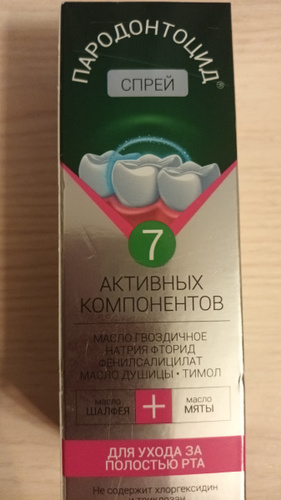 ПАРОДОНТОЦИД®
СПРЕЙ
7
АКТИВНЫХ
КОМПОНЕНТОВ
МАСЛО ГВОЗДИЧНОЕ
НАТРИЯ ФТОРИД
ФЕНИЛСАЛИЦИЛАТ
МАСЛО ДУШИЦЫ • ТИМОЛ
масло
ШАЛФЕЯ
+
масло
МЯТЫ
ДЛЯ УХОДА ЗА
ПОЛОСТЬЮ РТА
Не содержит хлоргексидин
и триклозан